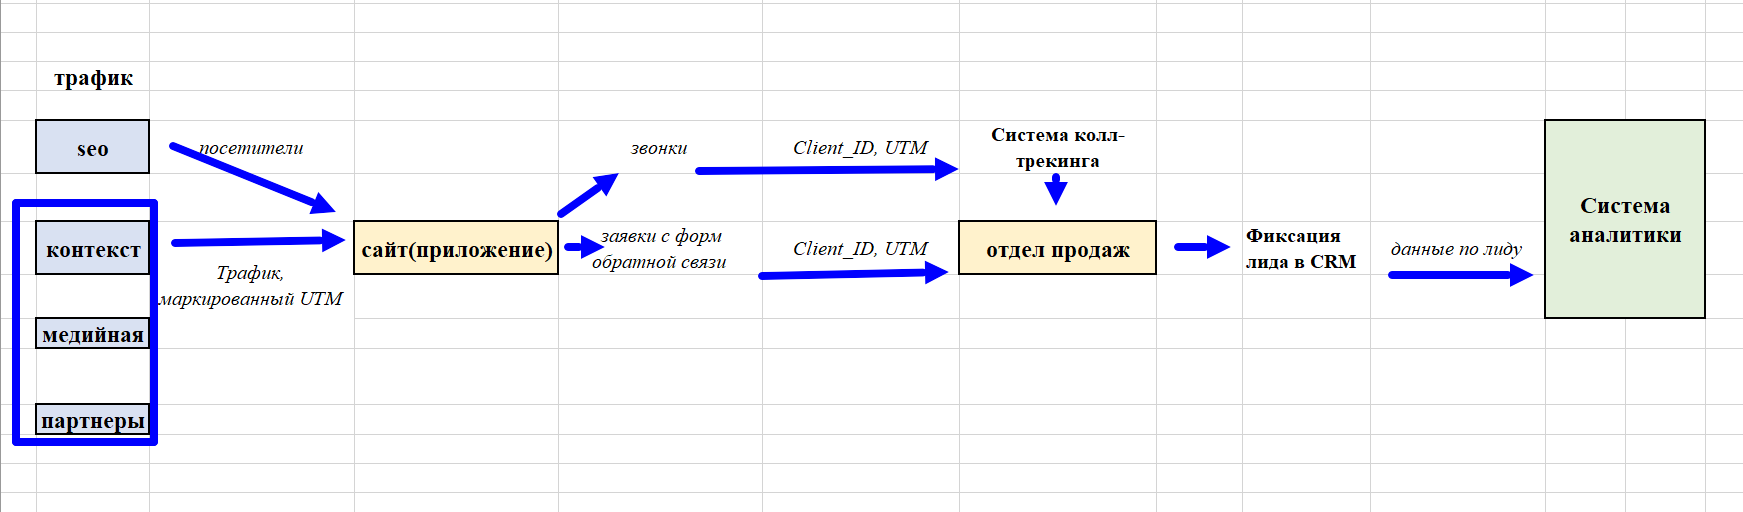 трафик
seo
посетители
звонки
Client_ID, UTM
Система колл-
трекинга
контекст
Трафик,
маркированный UTM
сайт(приложение)
заявки с форм
обратной связи
Client_ID, UTM
отдел продаж
Фиксация
лида в CRM
данные по лиду
Система
аналитики
медийная
партнеры